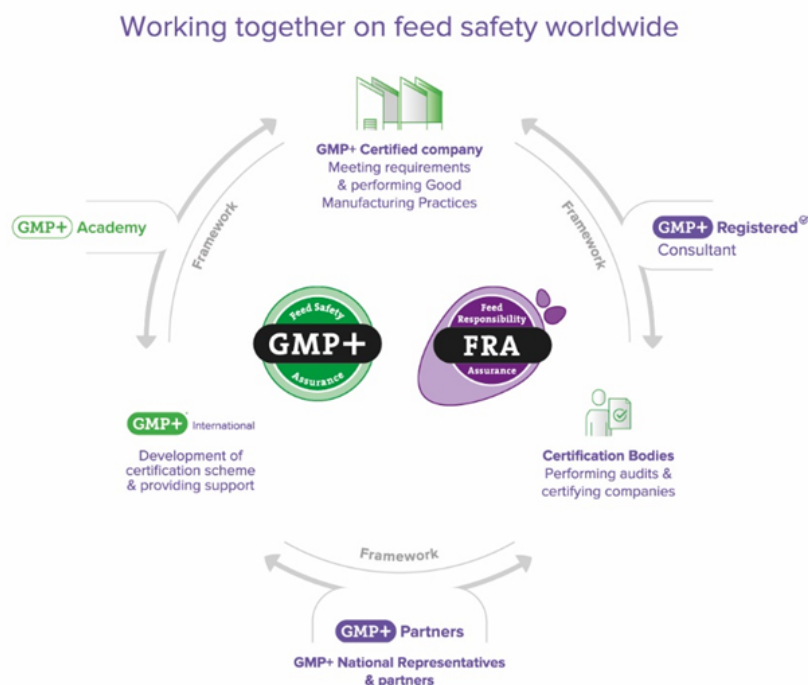 Working together on feed safety worldwide
GMP+ Certified company
Meeting requirements
& performing Good
Manufacturing Practices
Framework
Framework
GMP+ Academy
GMP+ Registered
Consultant
Feed Safety
GMP+
Assurance
Feed
Responsibility
FRA
Assurance
GMP+ International
Development of
certification scheme
& providing support
Certification Bodies
Performing audits &
certifying companies
Framework
GMP+ Partners
GMP+ National Representatives
& partners